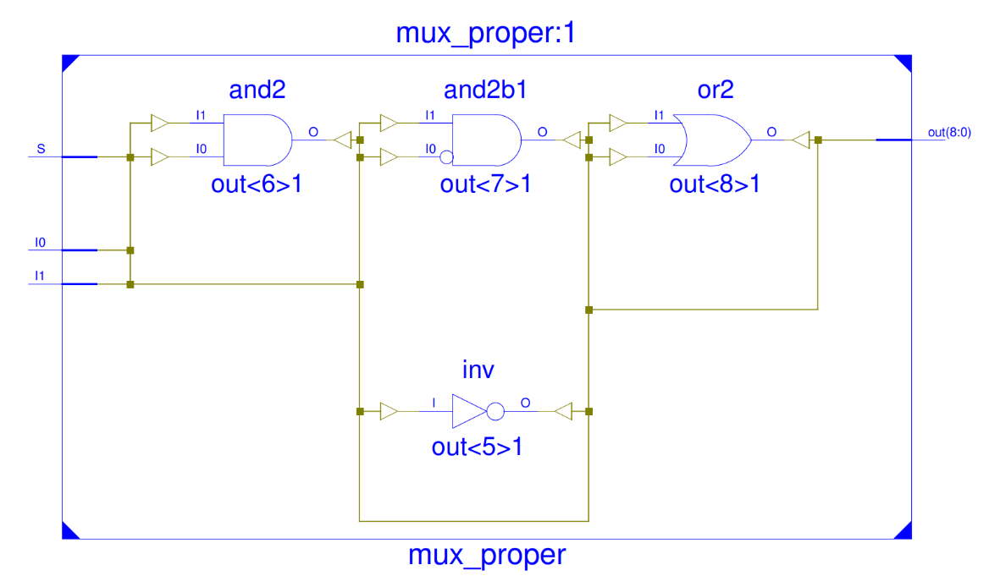 mux_proper:1
and2
and2b1
or2
I1
O
I1
O
I1
O
out(8:0)
S
I0
I0
I0
out<6>1
out<7>1
out<8>1
I0
I1
inv
I
O
out<5>1
mux_proper